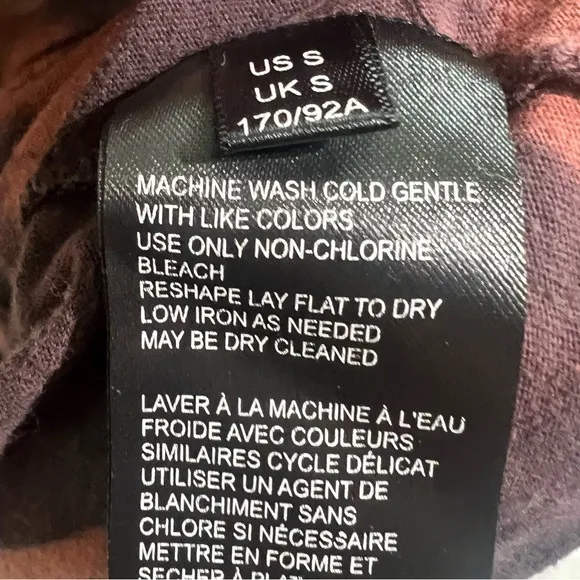 US S
UK S
170/92A
MACHINE WASH COLD GENTLE
WITH LIKE COLORS
USE ONLY NON-CHLORINE
BLEACH
RESHAPE LAY FLAT TO DRY
LOW IRON AS NEEDED
MAY BE DRY CLEANED
LAVER À LA MACHINE À L'EAU
FROIDE AVEC COULEURS
SIMILAIRES CYCLE DÉLICAT
UTILISER UN AGENT DE
BLANCHIMENT SANS
CHLORE SI NÉCESSAIRE
METTRE EN FORME ET
SÉCHER À PLAT